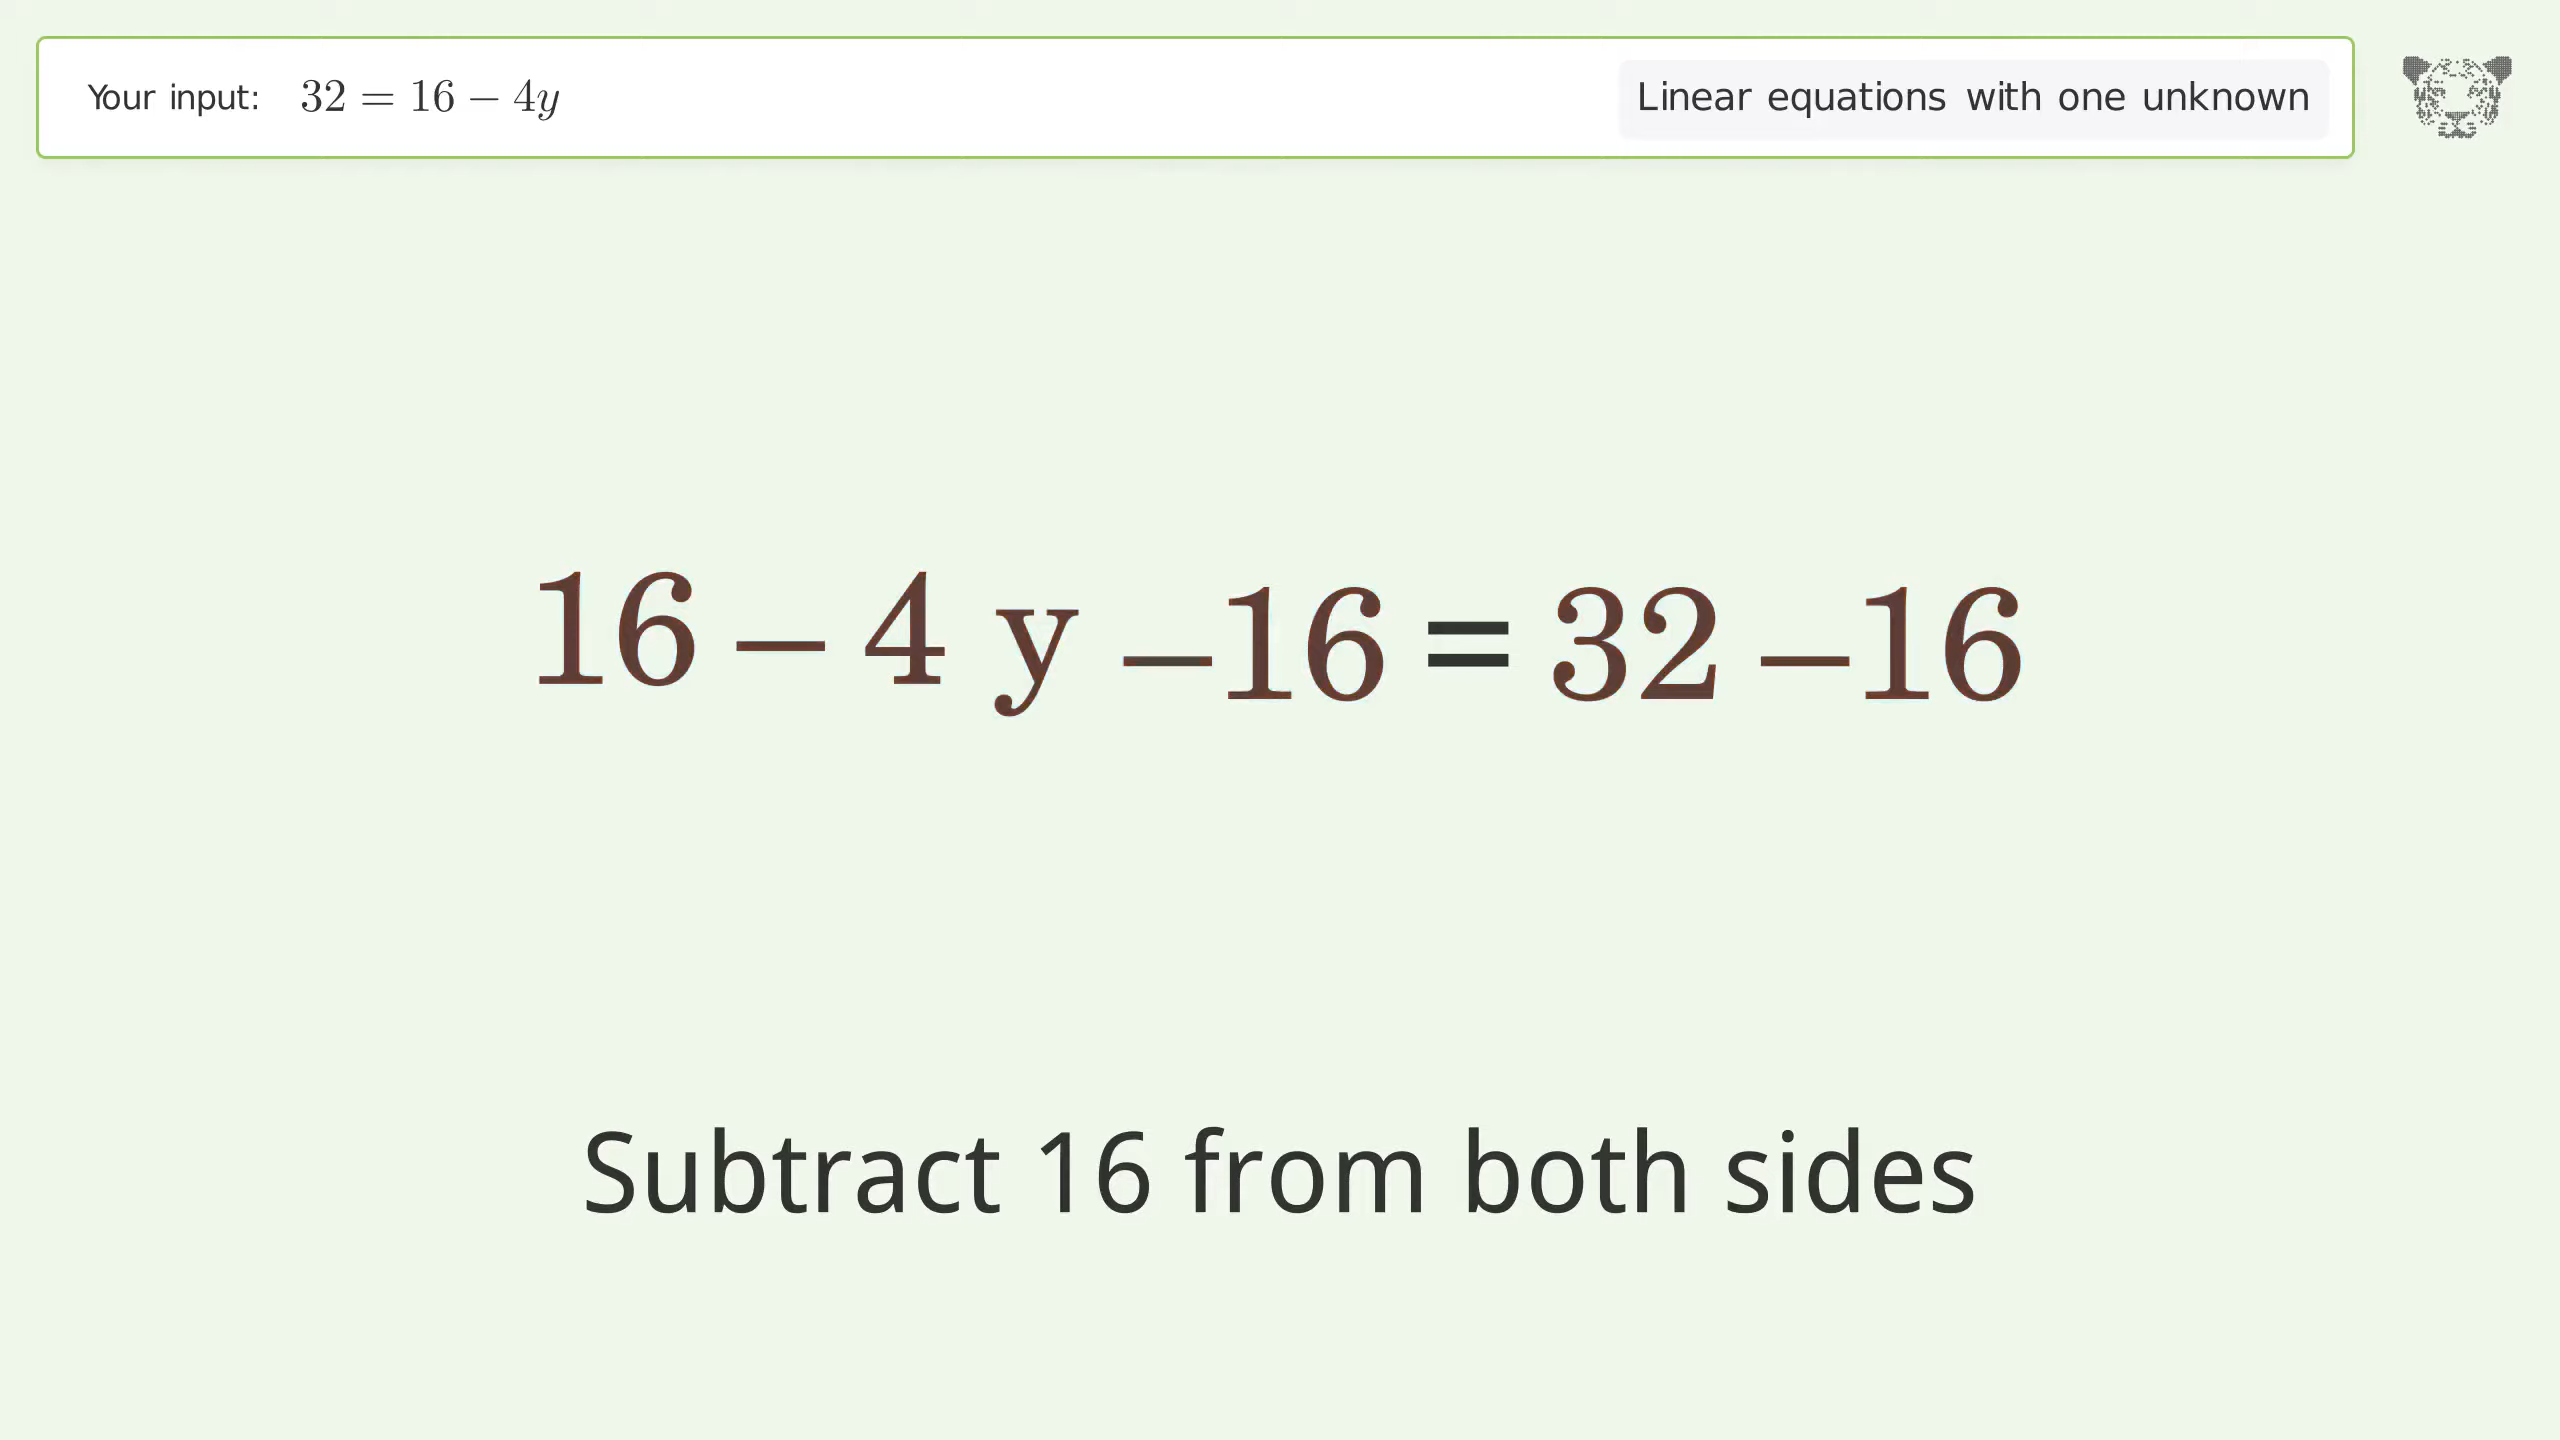 Your input: 32 = 16 − 4y
Linear equations with one unknown
16 − 4 y −16 = 32 −16
Subtract 16 from both sides